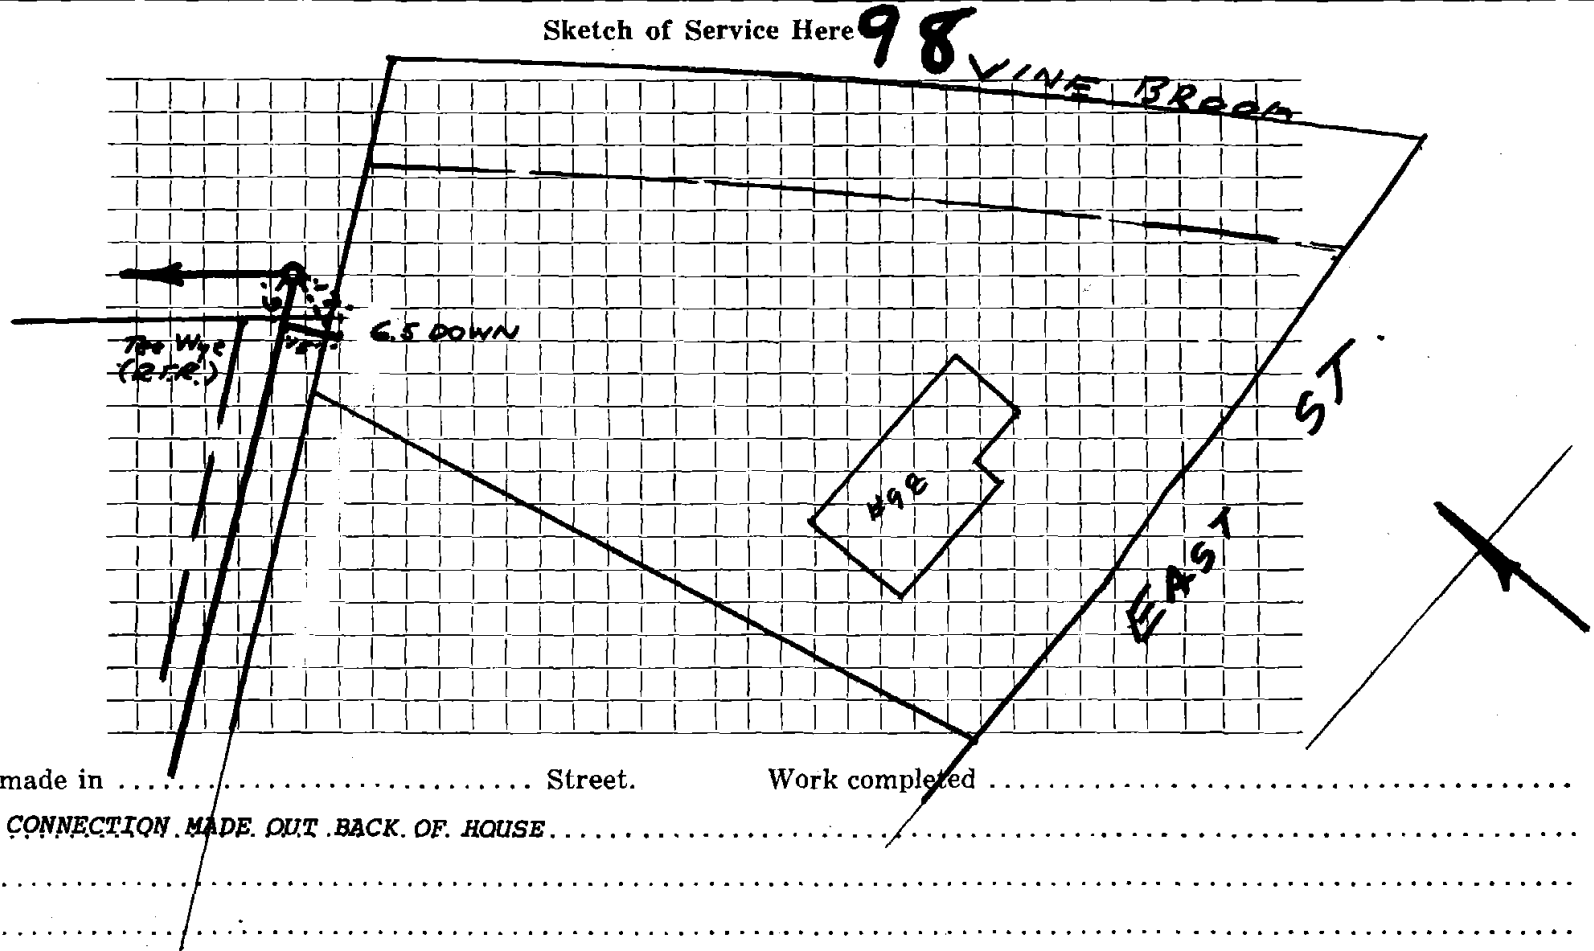 Sketch of Service Here 98
VINE BROOK
6.5 DOWN
Tee Wye
(R.T.R.)
#98
EAST ST.
made in .............................. Street. Work completed ..........................................
CONNECTION MADE OUT BACK OF HOUSE